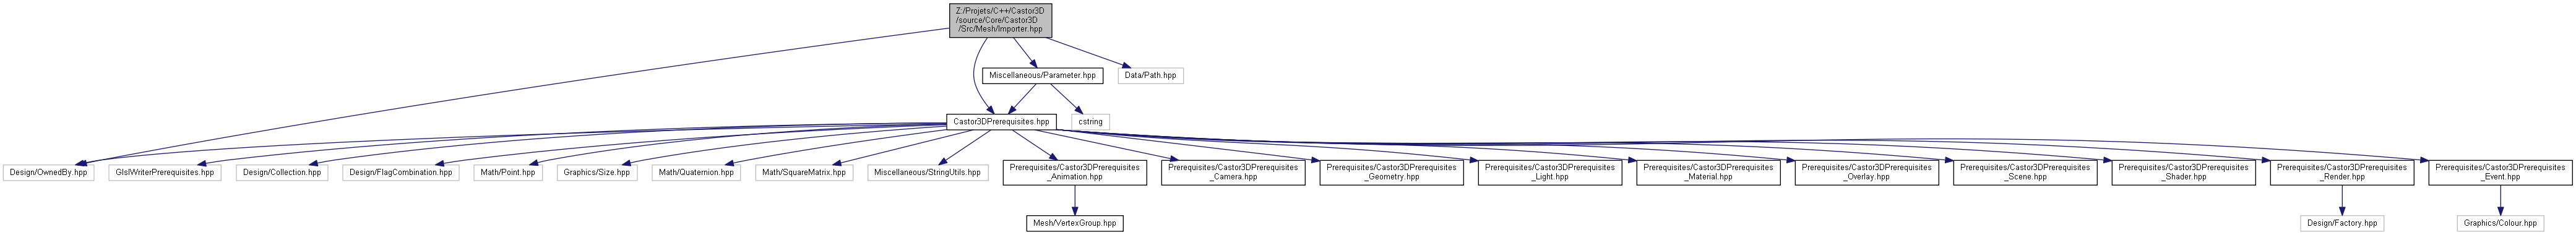 Z:/Projets/C++/Castor3D
/source/Core/Castor3D
/Src/Mesh/Importer.hpp
Miscellaneous/Parameter.hpp
Data/Path.hpp
Castor3DPrerequisites.hpp
cstring
Design/OwnedBy.hpp
GlslWriterPrerequisites.hpp
Design/Collection.hpp
Design/FlagCombination.hpp
Math/Point.hpp
Graphics/Size.hpp
Math/Quaternion.hpp
Math/SquareMatrix.hpp
Miscellaneous/StringUtils.hpp
Prerequisites/Castor3DPrerequisites
_Animation.hpp
Prerequisites/Castor3DPrerequisites
_Camera.hpp
Prerequisites/Castor3DPrerequisites
_Geometry.hpp
Prerequisites/Castor3DPrerequisites
_Light.hpp
Prerequisites/Castor3DPrerequisites
_Material.hpp
Prerequisites/Castor3DPrerequisites
_Overlay.hpp
Prerequisites/Castor3DPrerequisites
_Scene.hpp
Prerequisites/Castor3DPrerequisites
_Shader.hpp
Prerequisites/Castor3DPrerequisites
_Render.hpp
Prerequisites/Castor3DPrerequisites
_Event.hpp
Mesh/VertexGroup.hpp
Design/Factory.hpp
Graphics/Colour.hpp